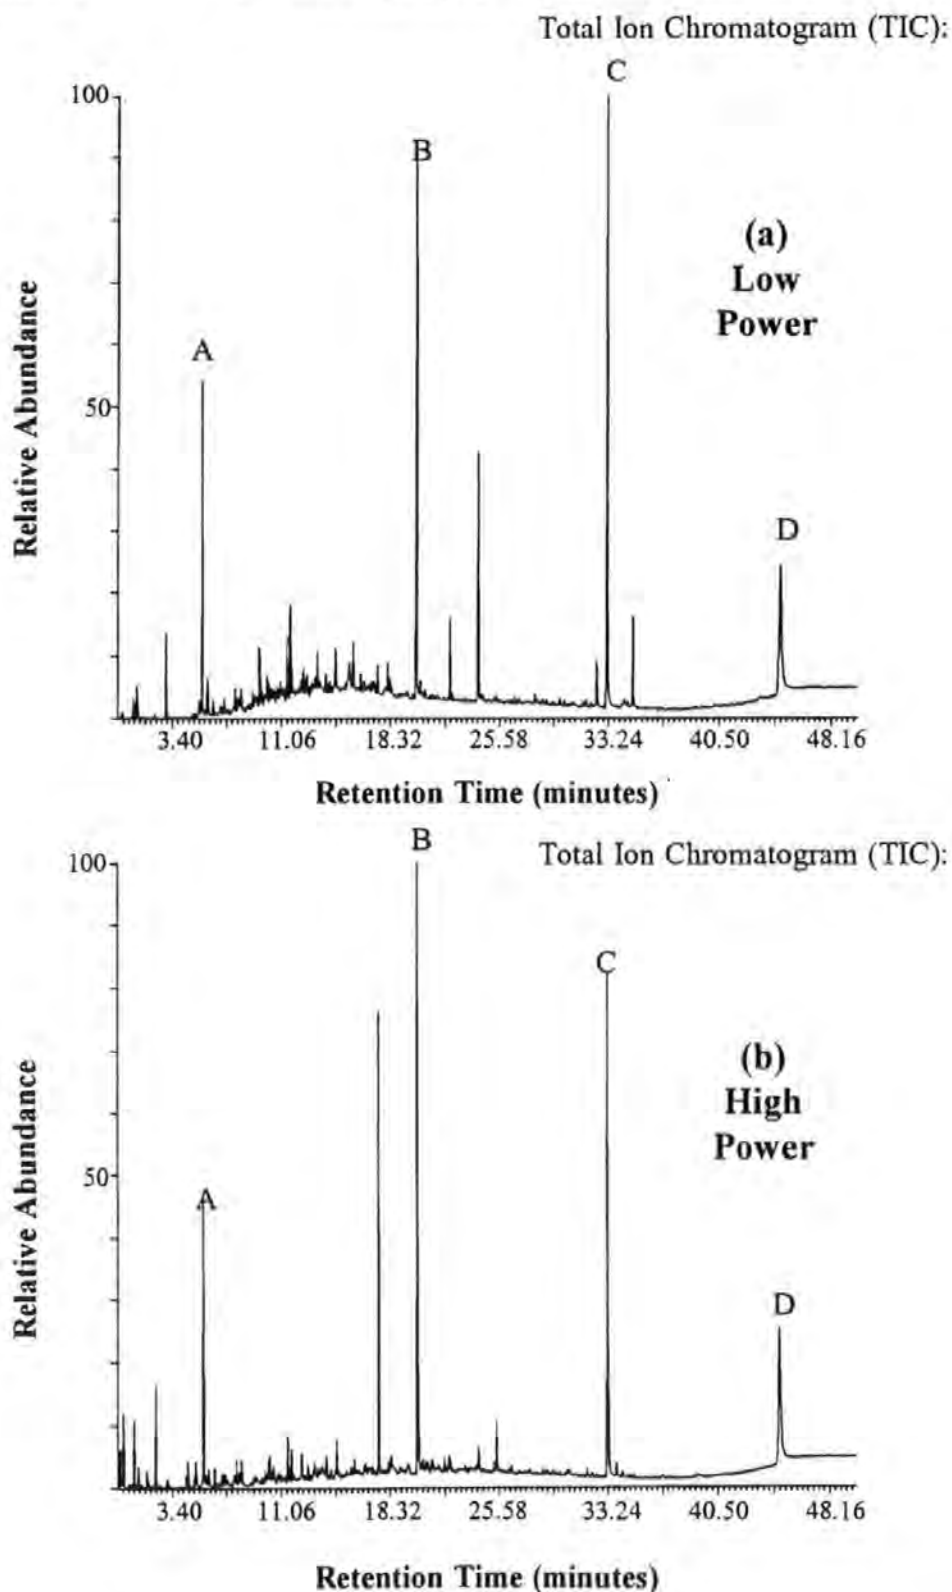 Total Ion Chromatogram (TIC):
C
100
B
(a)
Low
Power
A
50
D
Relative Abundance
3.40 11.06 18.32 25.58 33.24 40.50 48.16
Retention Time (minutes)
B
Total Ion Chromatogram (TIC):
100
C
(b)
High
Power
50
A
D
Relative Abundance
3.40 11.06 18.32 25.58 33.24 40.50 48.16
Retention Time (minutes)